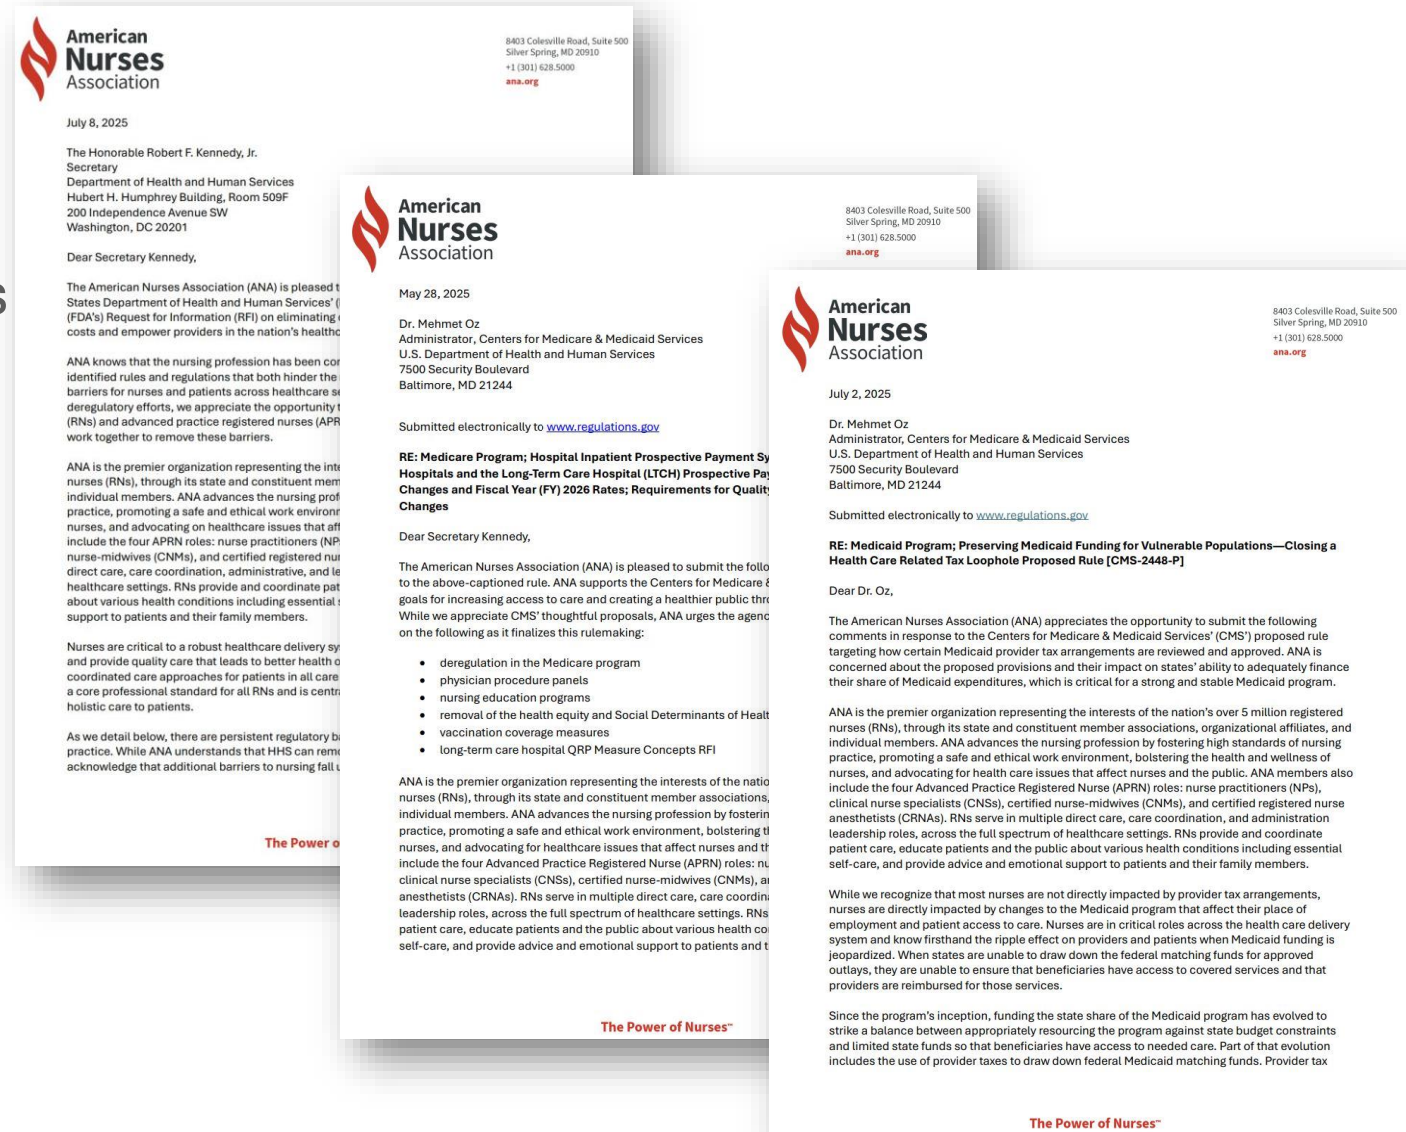 American
Nurses
Association
8403 Colesville Road, Suite 500
Silver Spring, MD 20910
+1 (301) 628.5000
ana.org
July 8, 2025
The Honorable Robert F. Kennedy, Jr.
Secretary
Department of Health and Human Services
Hubert H. Humphrey Building, Room 509F
200 Independence Avenue SW
Washington, DC 20201
Dear Secretary Kennedy,
The American Nurses Association (ANA) is pleased
States Department of Health and Human Services'
(FDA's) Request for Information (RFI) on eliminating
costs and empower providers in the nation's
ANA knows that the nursing profession has been
identified rules and regulations that both hinder the
barriers for nurses and patients across healthcare
deregulatory efforts, we appreciate the opportunity
(RNs) and advanced practice registered nurses
work together to remove these barriers.
ANA is the premier organization representing the
nurses (RNs), through its state and constituent
individual members. ANA advances the nursing
practice, promoting a safe and ethical work
nurses, and advocating on healthcare issues that
include the four APRN roles: nurse practitioners
nurse-midwives (CNMs), and certified registered
direct care, care coordination, administrative, and
healthcare settings. RNs provide and coordinate
about various health conditions including essential
support to patients and their family members.
Nurses are critical to a robust healthcare delivery
and provide quality care that leads to better health
coordinated care approaches for patients in all care
a core professional standard for all RNs and is
holistic care to patients.
As we detail below, there are persistent regulatory
practice. While ANA understands that HHS can
acknowledge that additional barriers to nursing fall
The Power
American
Nurses
Association
8403 Colesville Road, Suite 500
Silver Spring, MD 20910
+1 (301) 628.5000
ana.org
May 28, 2025
Dr. Mehmet Oz
Administrator, Centers for Medicare & Medicaid Services
U.S. Department of Health and Human Services
7500 Security Boulevard
Baltimore, MD 21244
Submitted electronically to www.regulations.gov
RE: Medicare Program; Hospital Inpatient Prospective Payment
Hospitals and the Long-Term Care Hospital (LTCH) Prospective
Changes and Fiscal Year (FY) 2026 Rates; Requirements for
Changes
Dear Secretary Kennedy,
The American Nurses Association (ANA) is pleased to submit the
to the above-captioned rule. ANA supports the Centers for Medicare
goals for increasing access to care and creating a healthier public
While we appreciate CMS' thoughtful proposals, ANA urges the
on the following as it finalizes this rulemaking:
• deregulation in the Medicare program
• physician procedure panels
• nursing education programs
• removal of the health equity and Social Determinants of
• vaccination coverage measures
• long-term care hospital QRP Measure Concepts RFI
ANA is the premier organization representing the interests of the
nurses (RNs), through its state and constituent member associations,
individual members. ANA advances the nursing profession by
practice, promoting a safe and ethical work environment, bolstering
nurses, and advocating for healthcare issues that affect nurses and
include the four Advanced Practice Registered Nurse (APRN) roles:
clinical nurse specialists (CNSs), certified nurse-midwives (CNMs),
anesthetists (CRNAs). RNs serve in multiple direct care, care
leadership roles, across the full spectrum of healthcare settings. RNs
patient care, educate patients and the public about various health
self-care, and provide advice and emotional support to patients and
The Power of Nurses™
American
Nurses
Association
8403 Colesville Road, Suite 500
Silver Spring, MD 20910
+1 (301) 628.5000
ana.org
July 2, 2025
Dr. Mehmet Oz
Administrator, Centers for Medicare & Medicaid Services
U.S. Department of Health and Human Services
7500 Security Boulevard
Baltimore, MD 21244
Submitted electronically to www.regulations.gov
RE: Medicaid Program; Preserving Medicaid Funding for Vulnerable Populations—Closing a
Health Care Related Tax Loophole Proposed Rule [CMS-2448-P]
Dear Dr. Oz,
The American Nurses Association (ANA) appreciates the opportunity to submit the following
comments in response to the Centers for Medicare & Medicaid Services' (CMS') proposed rule
targeting how certain Medicaid provider tax arrangements are reviewed and approved. ANA is
concerned about the proposed provisions and their impact on states' ability to adequately finance
their share of Medicaid expenditures, which is critical for a strong and stable Medicaid program.
ANA is the premier organization representing the interests of the nation's over 5 million registered
nurses (RNs), through its state and constituent member associations, organizational affiliates, and
individual members. ANA advances the nursing profession by fostering high standards of nursing
practice, promoting a safe and ethical work environment, bolstering the health and wellness of
nurses, and advocating for health care issues that affect nurses and the public. ANA members also
include the four Advanced Practice Registered Nurse (APRN) roles: nurse practitioners (NPs),
clinical nurse specialists (CNSs), certified nurse-midwives (CNMs), and certified registered nurse
anesthetists (CRNAs). RNs serve in multiple direct care, care coordination, and administration
leadership roles, across the full spectrum of healthcare settings. RNs provide and coordinate
patient care, educate patients and the public about various health conditions including essential
self-care, and provide advice and emotional support to patients and their family members.
While we recognize that most nurses are not directly impacted by provider tax arrangements,
nurses are directly impacted by changes to the Medicaid program that affect their place of
employment and patient access to care. Nurses are in critical roles across the health care delivery
system and know firsthand the ripple effect on providers and patients when Medicaid funding is
jeopardized. When states are unable to draw down the federal matching funds for approved
outlays, they are unable to ensure that beneficiaries have access to covered services and that
providers are reimbursed for those services.
Since the program's inception, funding the state share of the Medicaid program has evolved to
strike a balance between appropriately resourcing the program against state budget constraints
and limited state funds so that beneficiaries have access to needed care. Part of that evolution
includes the use of provider taxes to draw down federal Medicaid matching funds. Provider tax
The Power of Nurses™